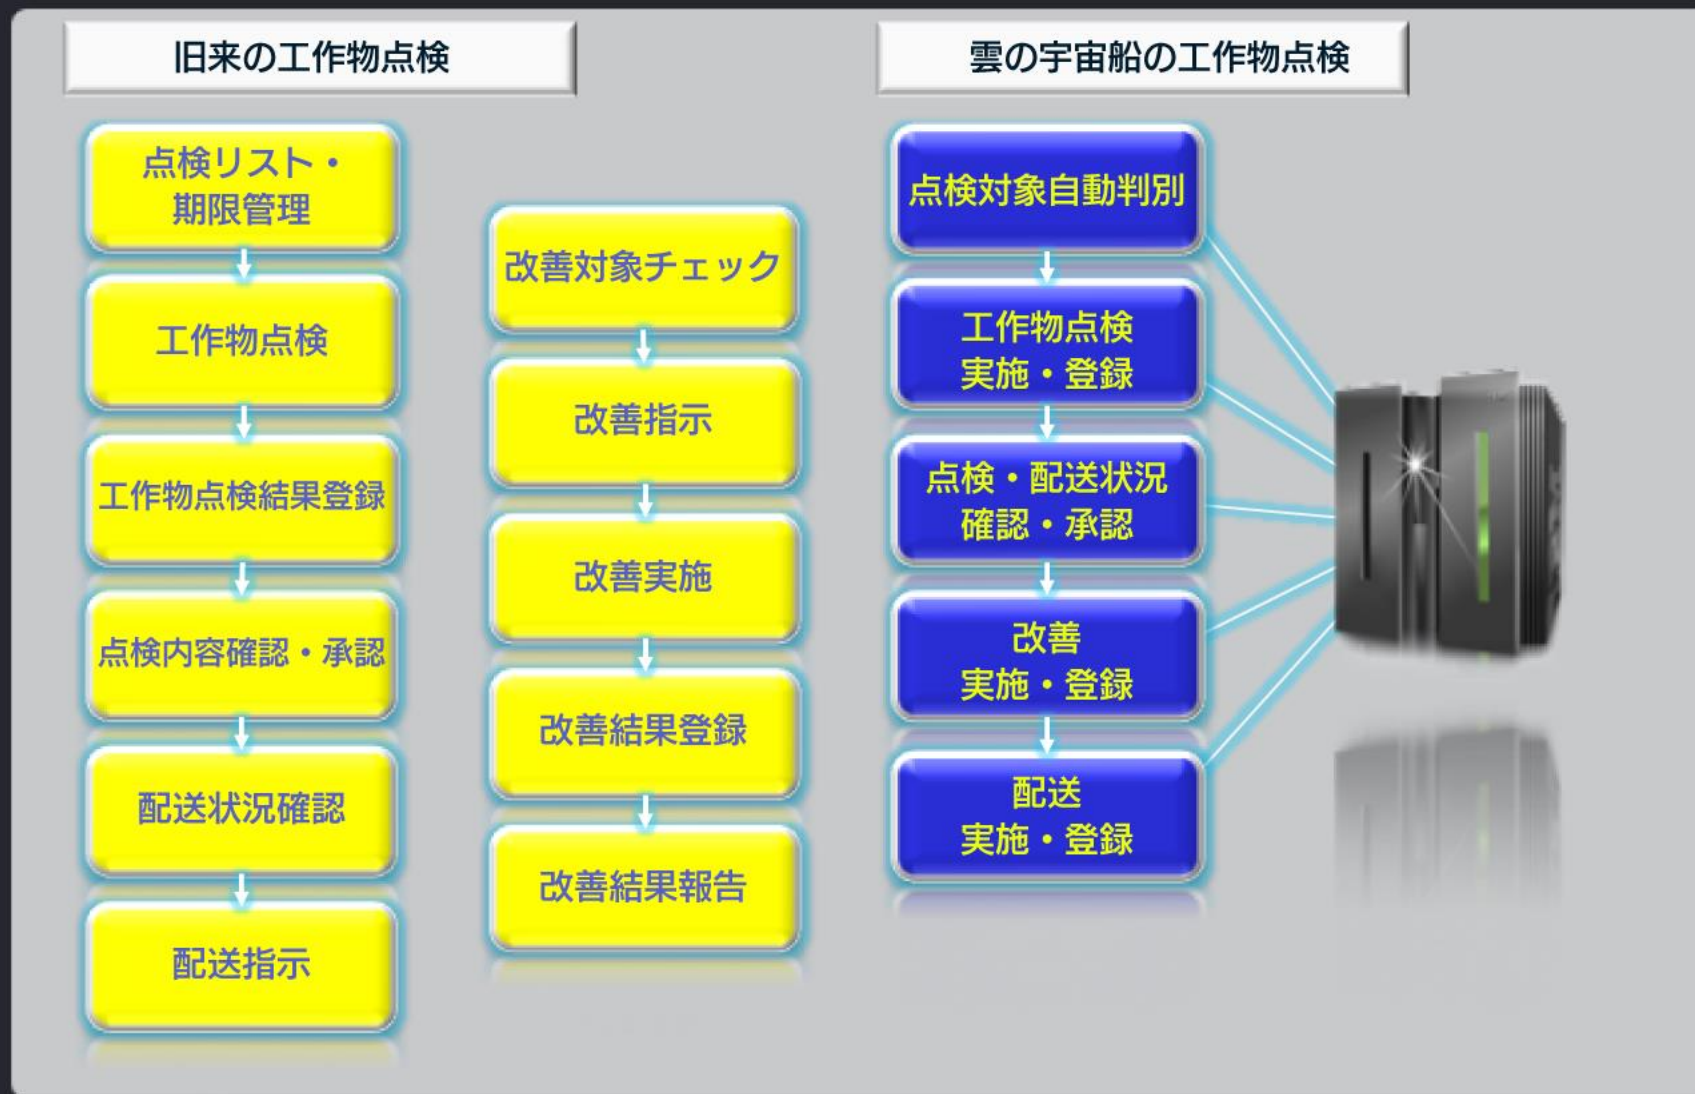 旧来の工作物点検
点検リスト・
期限管理
工作物点検
工作物点検結果登録
点検内容確認・承認
配送状況確認
配送指示
改善対象チェック
改善指示
改善実施
改善結果登録
改善結果報告
雲の宇宙船の工作物点検
点検対象自動判別
工作物点検
実施・登録
点検・配送状況
確認・承認
改善
実施・登録
配送
実施・登録